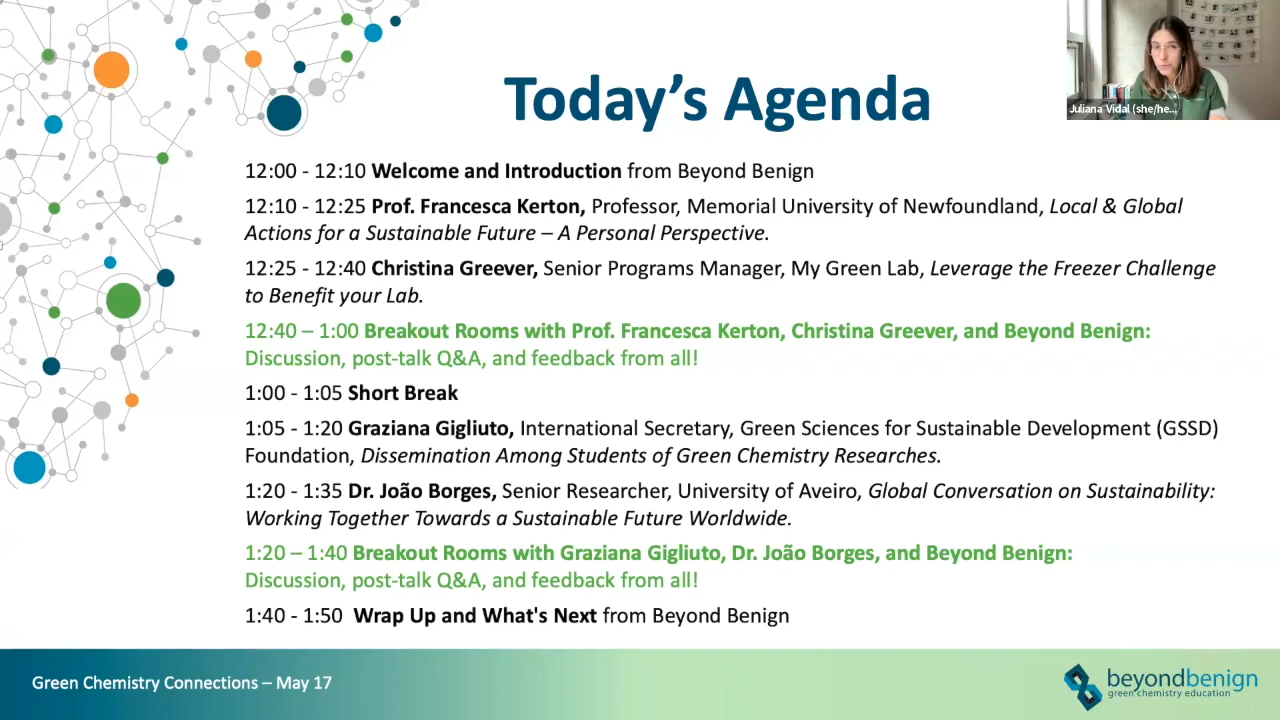 Today's Agenda
Juliana Vidal (she/he...
12:00 - 12:10 Welcome and Introduction from Beyond Benign
12:10 - 12:25 Prof. Francesca Kerton, Professor, Memorial University of Newfoundland, Local & Global
Actions for a Sustainable Future – A Personal Perspective.
12:25 - 12:40 Christina Greever, Senior Programs Manager, My Green Lab, Leverage the Freezer Challenge
to Benefit your Lab.
12:40 – 1:00 Breakout Rooms with Prof. Francesca Kerton, Christina Greever, and Beyond Benign:
Discussion, post-talk Q&A, and feedback from all!
1:00 - 1:05 Short Break
1:05 - 1:20 Graziana Gigliuto, International Secretary, Green Sciences for Sustainable Development (GSSD)
Foundation, Dissemination Among Students of Green Chemistry Researches.
1:20 - 1:35 Dr. João Borges, Senior Researcher, University of Aveiro, Global Conversation on Sustainability:
Working Together Towards a Sustainable Future Worldwide.
1:20 – 1:40 Breakout Rooms with Graziana Gigliuto, Dr. João Borges, and Beyond Benign:
Discussion, post-talk Q&A, and feedback from all!
1:40 - 1:50 Wrap Up and What's Next from Beyond Benign
Green Chemistry Connections – May 17
beyondbenign
green chemistry education